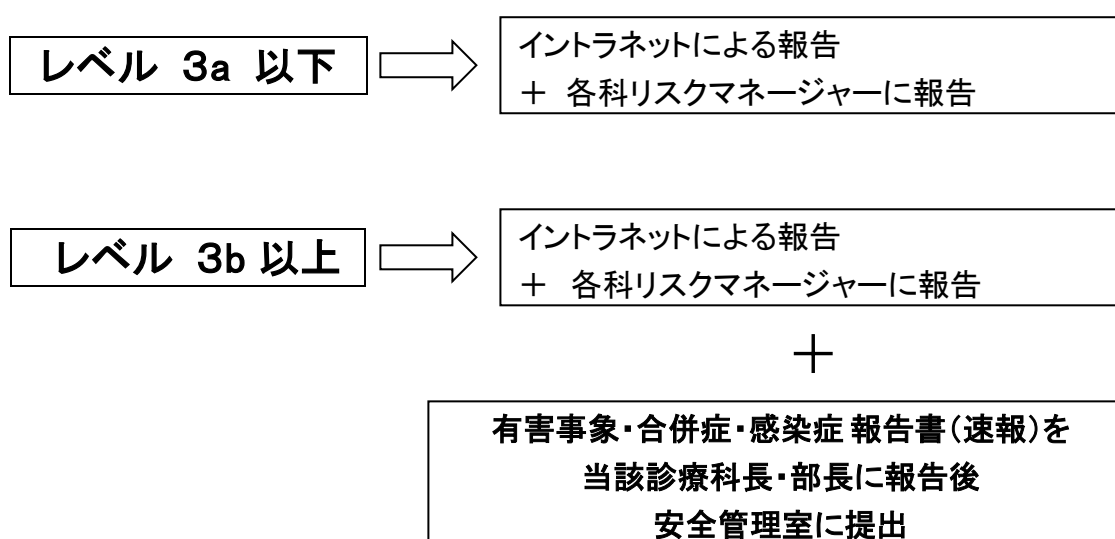 レベル 3a 以下
イントラネットによる報告
＋ 各科リスクマネージャーに報告
レベル 3b 以上
イントラネットによる報告
＋ 各科リスクマネージャーに報告
＋
有害事象・合併症・感染症 報告書（速報）を
当該診療科長・部長に報告後
安全管理室に提出